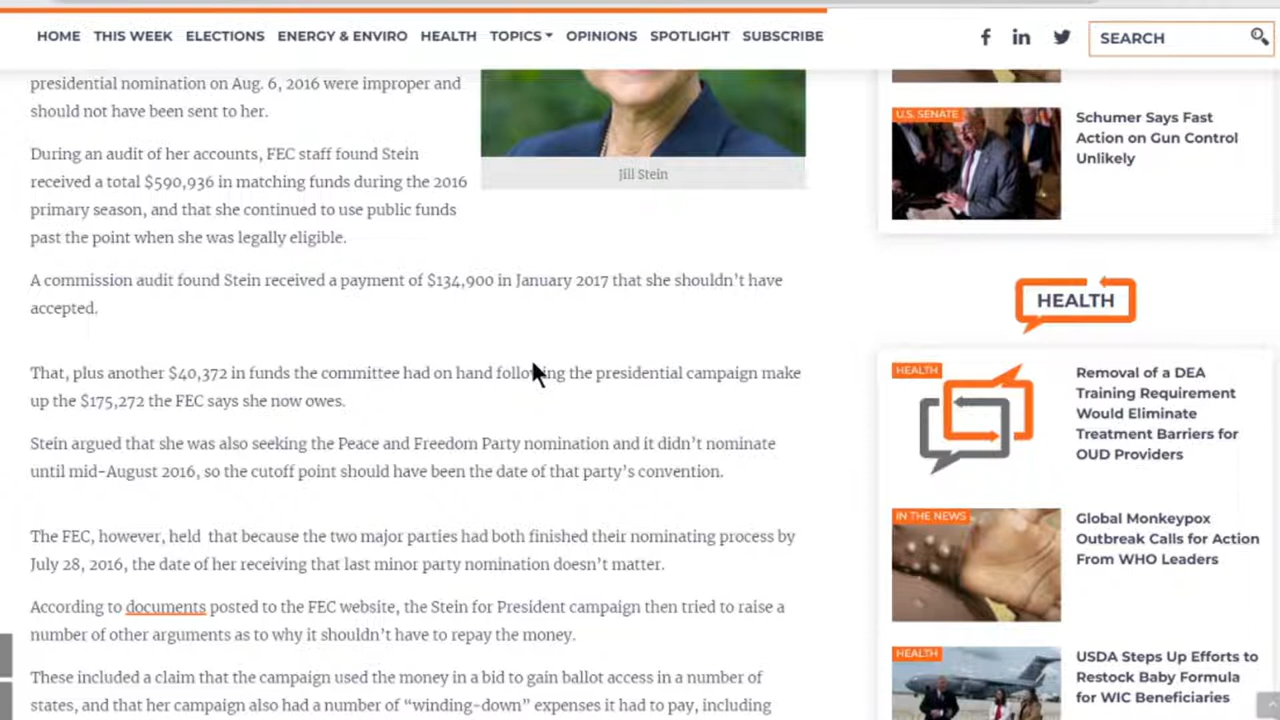 HOME THIS WEEK ELECTIONS ENERGY & ENVIRO HEALTH TOPICS OPINIONS SPOTLIGHT SUBSCRIBE
SEARCH
presidential nomination on Aug. 6, 2016 were improper and
should not have been sent to her.
During an audit of her accounts, FEC staff found Stein
received a total $590,936 in matching funds during the 2016
primary season, and that she continued to use public funds
past the point when she was legally eligible.
Jill Stein
A commission audit found Stein received a payment of $134,900 in January 2017 that she shouldn't have
accepted.
That, plus another $40,372 in funds the committee had on hand following the presidential campaign make
up the $175,272 the FEC says she now owes.
Stein argued that she was also seeking the Peace and Freedom Party nomination and it didn't nominate
until mid-August 2016, so the cutoff point should have been the date of that party's convention.
The FEC, however, held that because the two major parties had both finished their nominating process by
July 28, 2016, the date of her receiving that last minor party nomination doesn't matter.
According to documents posted to the FEC website, the Stein for President campaign then tried to raise a
number of other arguments as to why it shouldn't have to repay the money.
These included a claim that the campaign used the money in a bid to gain ballot access in a number of
states, and that her campaign also had a number of “winding-down” expenses it had to pay, including
U.S. SENATE
Schumer Says Fast
Action on Gun Control
Unlikely
HEALTH
HEALTH
Removal of a DEA
Training Requirement
Would Eliminate
Treatment Barriers for
OUD Providers
IN THE NEWS
Global Monkeypox
Outbreak Calls for Action
From WHO Leaders
HEALTH
USDA Steps Up Efforts to
Restock Baby Formula
for WIC Beneficiaries